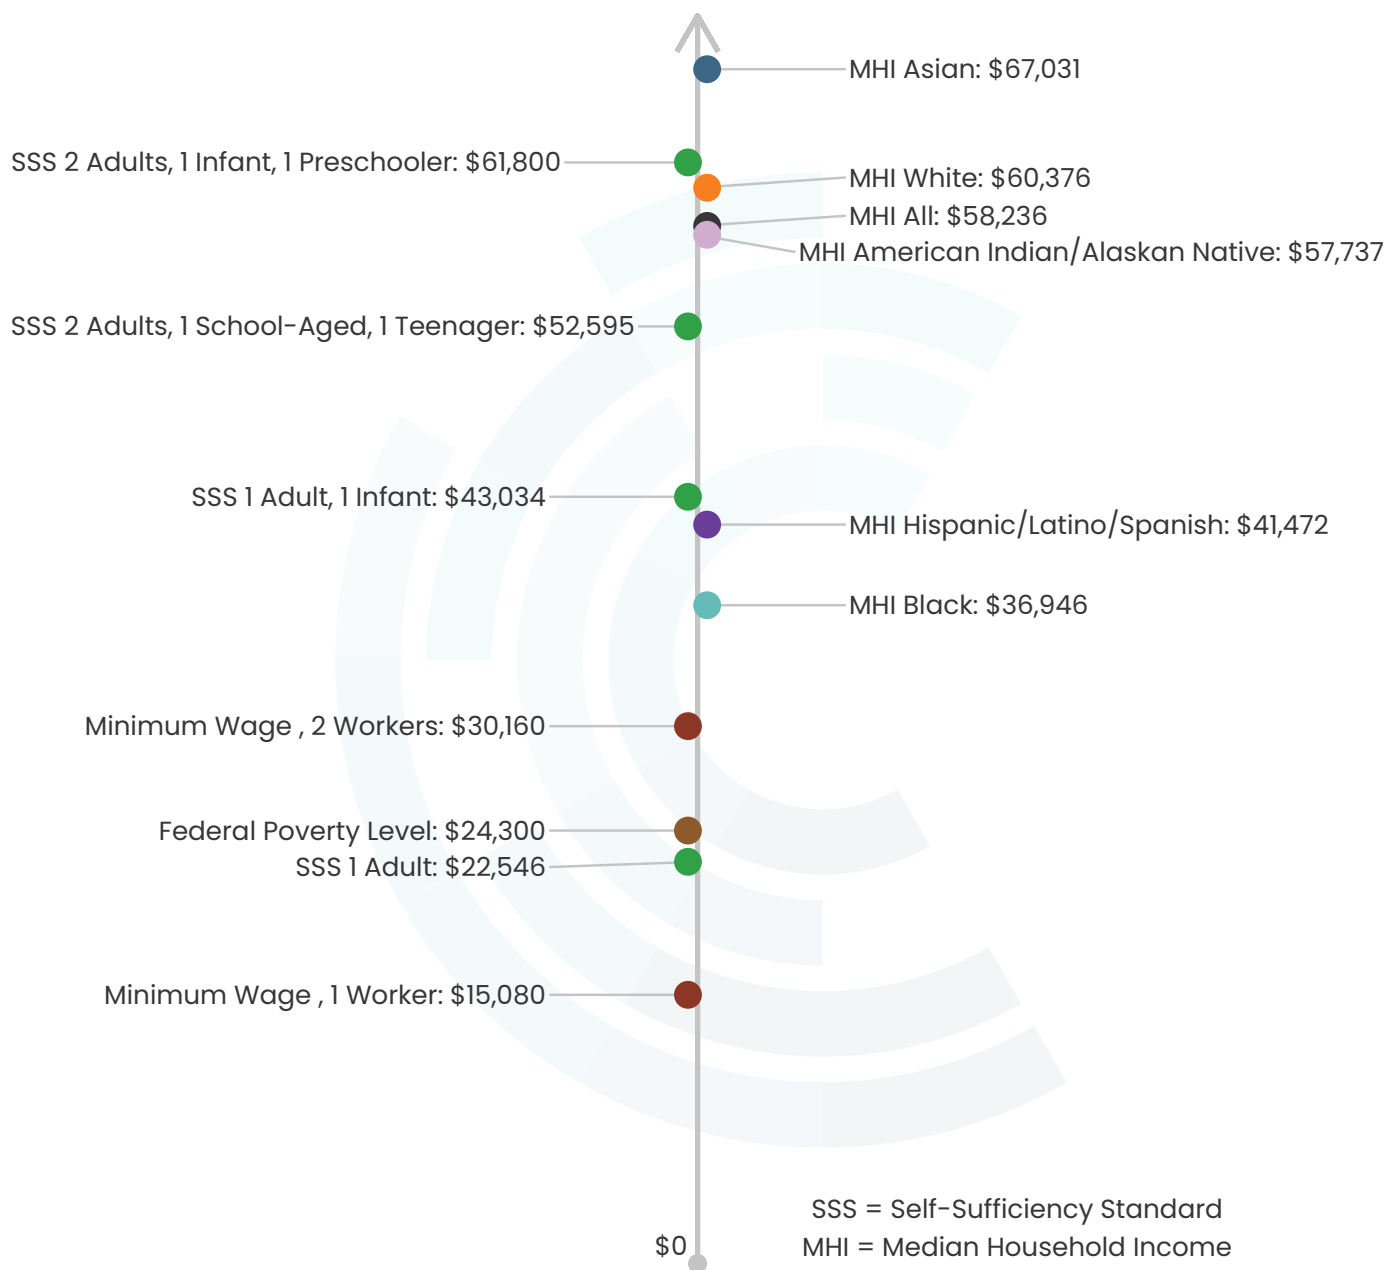 MHI Asian: $67,031
SSS 2 Adults, 1 Infant, 1 Preschooler: $61,800
MHI White: $60,376
MHI All: $58,236
MHI American Indian/Alaskan Native: $57,737
SSS 2 Adults, 1 School-Aged, 1 Teenager: $52,595
SSS 1 Adult, 1 Infant: $43,034
MHI Hispanic/Latino/Spanish: $41,472
MHI Black: $36,946
Minimum Wage , 2 Workers: $30,160
Federal Poverty Level: $24,300
SSS 1 Adult: $22,546
Minimum Wage , 1 Worker: $15,080
SSS = Self-Sufficiency Standard
$0
MHI = Median Household Income